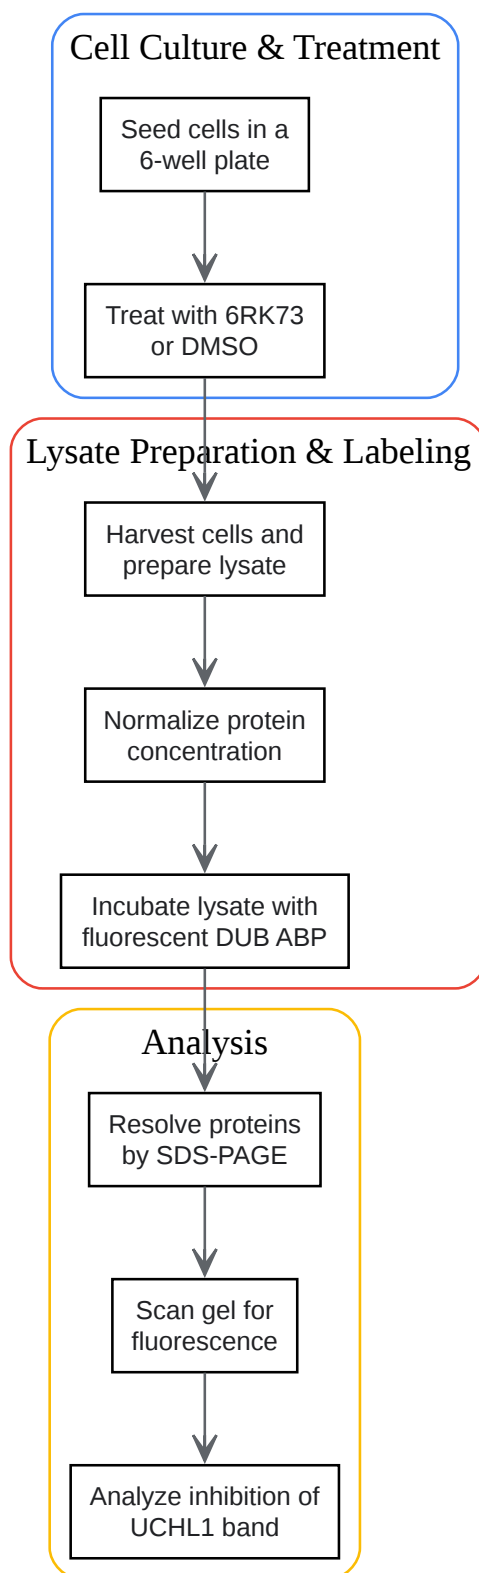 Cell Culture & Treatment
Seed cells in a
6-well plate
Treat with 6RK73
or DMSO
Lysate Preparation & Labeling
Harvest cells and
prepare lysate
Normalize protein
concentration
Incubate lysate with
fluorescent DUB ABP
Analysis
Resolve proteins
by SDS-PAGE
Scan gel for
fluorescence
Analyze inhibition of
UCHL1 band